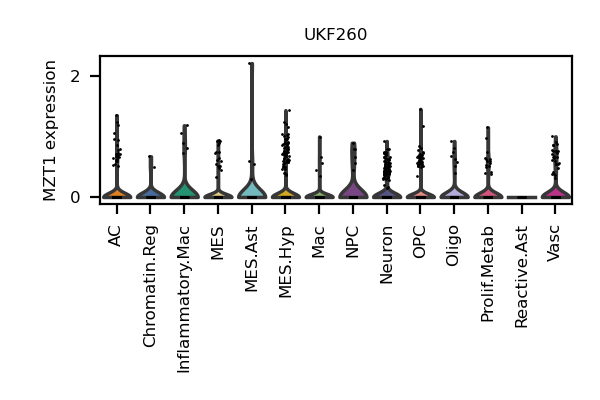 UKF260
MZT1 expression
2
0
AC
Chromatin.Reg
Inflammatory.Mac
MES
MES.Ast
MES.Hyp
Mac
NPC
Neuron
OPC
Oligo
Prolif.Metab
Reactive.Ast
Vasc